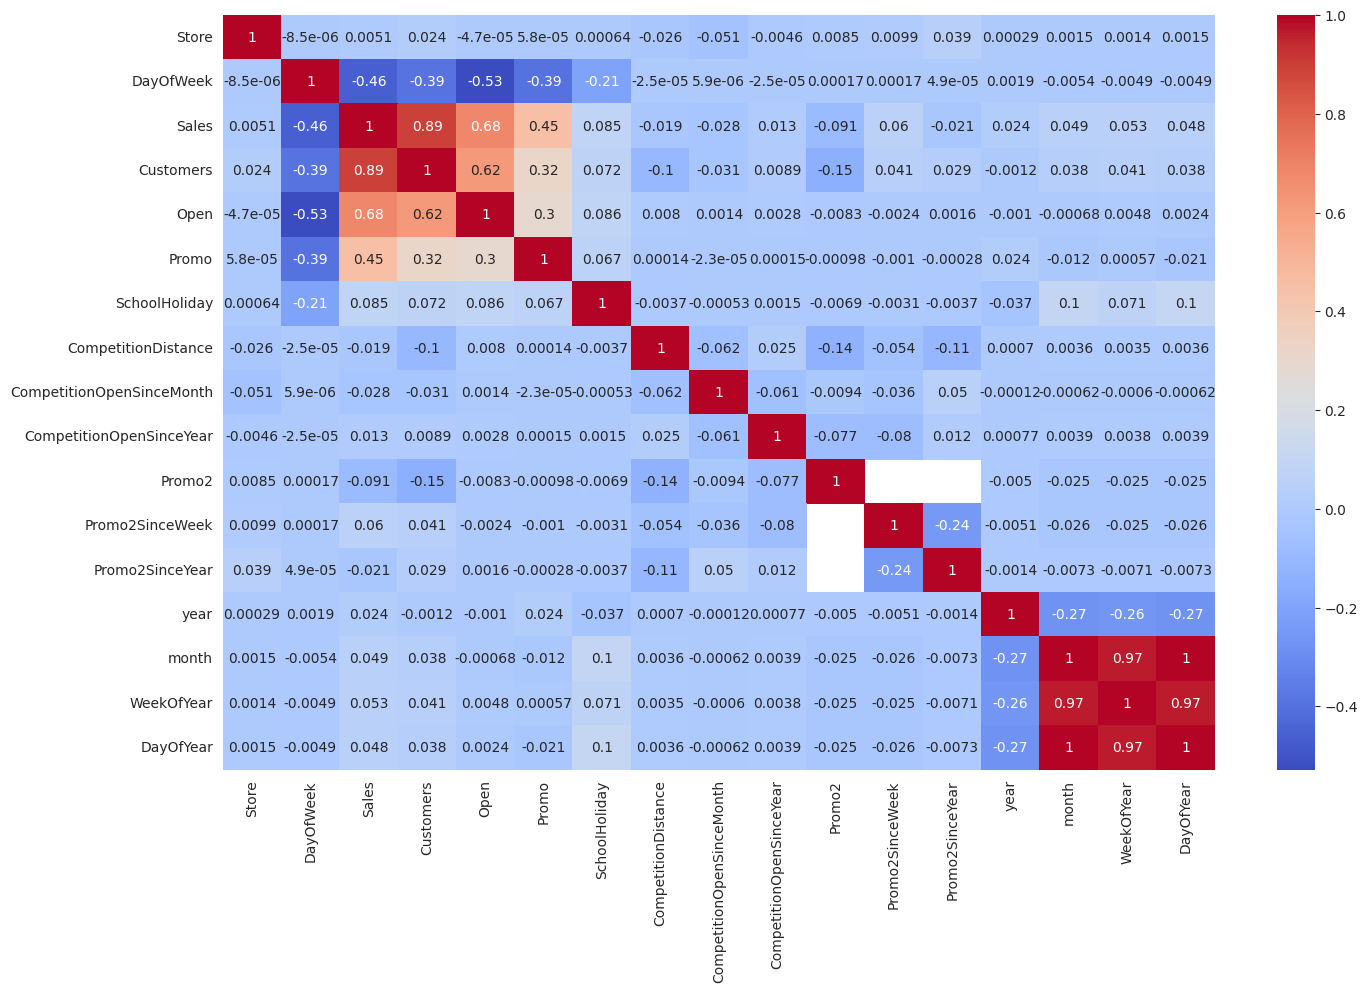 Store 1 -8.5e-06 0.0051 0.024 -4.7e-05 5.8e-05 0.00064 -0.026 -0.051 -0.0046 0.0085 0.0099 0.039 0.00029 0.0015 0.0014 0.0015
DayOfWeek -8.5e-06 1 -0.46 -0.39 -0.53 -0.39 -0.21 -2.5e-05 5.9e-06 -2.5e-05 0.00017 0.00017 4.9e-05 0.0019 -0.0054 -0.0049 -0.0049
Sales 0.0051 -0.46 1 0.89 0.68 0.45 0.085 -0.019 -0.028 0.013 -0.091 0.06 -0.021 0.024 0.049 0.053 0.048
Customers 0.024 -0.39 0.89 1 0.62 0.32 0.072 -0.1 -0.031 0.0089 -0.15 0.041 0.029 -0.0012 0.038 0.041 0.038
Open -4.7e-05 -0.53 0.68 0.62 1 0.3 0.086 0.008 0.0014 0.0028 -0.0083 -0.0024 0.0016 -0.001 -0.00068 0.0048 0.0024
Promo 5.8e-05 -0.39 0.45 0.32 0.3 1 0.067 0.00014 -2.3e-05 0.00015 -0.00098 -0.001 -0.00028 0.024 -0.012 0.00057 -0.021
SchoolHoliday 0.00064 -0.21 0.085 0.072 0.086 0.067 1 -0.0037 -0.00053 0.0015 -0.0069 -0.0031 -0.0037 -0.037 0.1 0.071 0.1
CompetitionDistance -0.026 -2.5e-05 -0.019 -0.1 0.008 0.00014 -0.0037 1 -0.062 0.025 -0.14 -0.054 -0.11 0.0007 0.0036 0.0035 0.0036
CompetitionOpenSinceMonth -0.051 5.9e-06 -0.028 -0.031 0.0014 -2.3e-05 -0.00053 -0.062 1 -0.061 -0.0094 -0.036 0.05 -0.00012 -0.00062 -0.0006 -0.00062
CompetitionOpenSinceYear -0.0046 -2.5e-05 0.013 0.0089 0.0028 0.00015 0.0015 0.025 -0.061 1 -0.077 -0.08 0.012 0.00077 0.0039 0.0038 0.0039
Promo2 0.0085 0.00017 -0.091 -0.15 -0.0083 -0.00098 -0.0069 -0.14 -0.0094 -0.077 1 -0.005 -0.025 -0.025 -0.025
Promo2SinceWeek 0.0099 0.00017 0.06 0.041 -0.0024 -0.001 -0.0031 -0.054 -0.036 -0.08 1 -0.24 -0.0051 -0.026 -0.025 -0.026
Promo2SinceYear 0.039 4.9e-05 -0.021 0.029 0.0016 -0.00028 -0.0037 -0.11 0.05 0.012 -0.24 1 -0.0014 -0.0073 -0.0071 -0.0073
year 0.00029 0.0019 0.024 -0.0012 -0.001 0.024 -0.037 0.0007 -0.00012 0.00077 -0.005 -0.0051 -0.0014 1 -0.27 -0.26 -0.27
month 0.0015 -0.0054 0.049 0.038 -0.00068 -0.012 0.1 0.0036 -0.00062 0.0039 -0.025 -0.026 -0.0073 -0.27 1 0.97 1
WeekOfYear 0.0014 -0.0049 0.053 0.041 0.0048 0.00057 0.071 0.0035 -0.0006 0.0038 -0.025 -0.025 -0.0071 -0.26 0.97 1 0.97
DayOfYear 0.0015 -0.0049 0.048 0.038 0.0024 -0.021 0.1 0.0036 -0.00062 0.0039 -0.025 -0.026 -0.0073 -0.27 1 0.97 1
Store
DayOfWeek
Sales
Customers
Open
Promo
SchoolHoliday
CompetitionDistance
CompetitionOpenSinceMonth
CompetitionOpenSinceYear
Promo2
Promo2SinceWeek
Promo2SinceYear
year
month
WeekOfYear
DayOfYear
1.0
0.8
0.6
0.4
0.2
0.0
−0.2
−0.4